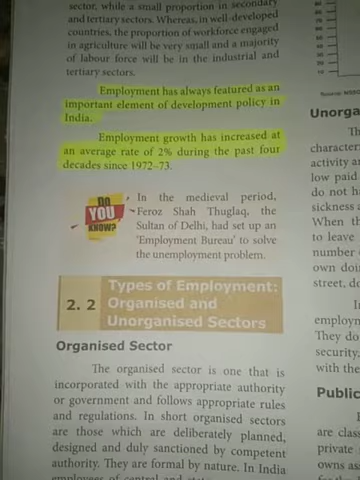 sector, while a small proportion in secondary
and tertiary sectors. Whereas, in well-developed
countries, the proportion of workforce engaged
in agriculture will be very small and a majority
of labour force will be in the industrial and
tertiary sectors.
Employment has always featured as an
important element of development policy in
India.
Employment growth has increased at
an average rate of 2% during the past four
decades since 1972–73.
DO
YOU
KNOW?
In the medieval period,
Feroz Shah Thuglaq, the
Sultan of Delhi, had set up an
'Employment Bureau' to solve
the unemployment problem.
2. 2
Types of Employment:
Organised and
Unorganised Sectors
Organised Sector
The organised sector is one that is
incorporated with the appropriate authority
or government and follows appropriate rules
and regulations. In short organised sectors
are those which are deliberately planned,
designed and duly sanctioned by competent
authority. They are formal by nature. In India
Unorga
character
activity a
low paid
do not h
sickness a
When th
to leave
number
own doi
street, do
I
employm
They do
security
with the
Public
are class
private
owns ass